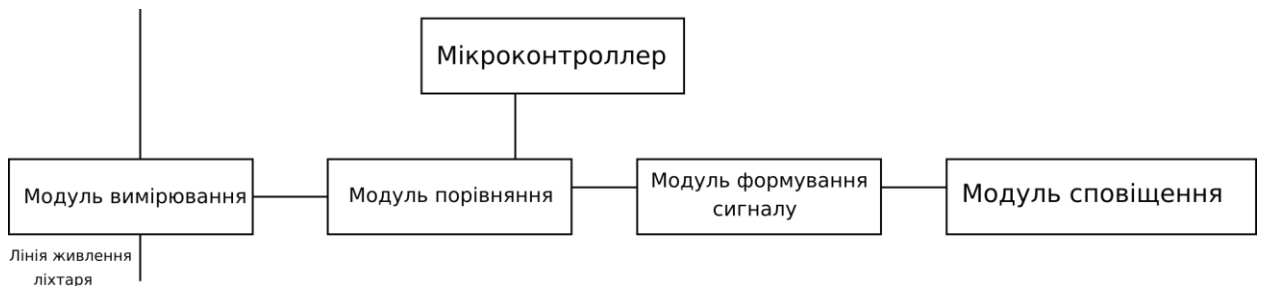 Мікроконтроллер
Модуль вимірювання
Модуль порівняння
Модуль формування
сигналу
Модуль сповіщення
Лінія живлення
ліхтаря